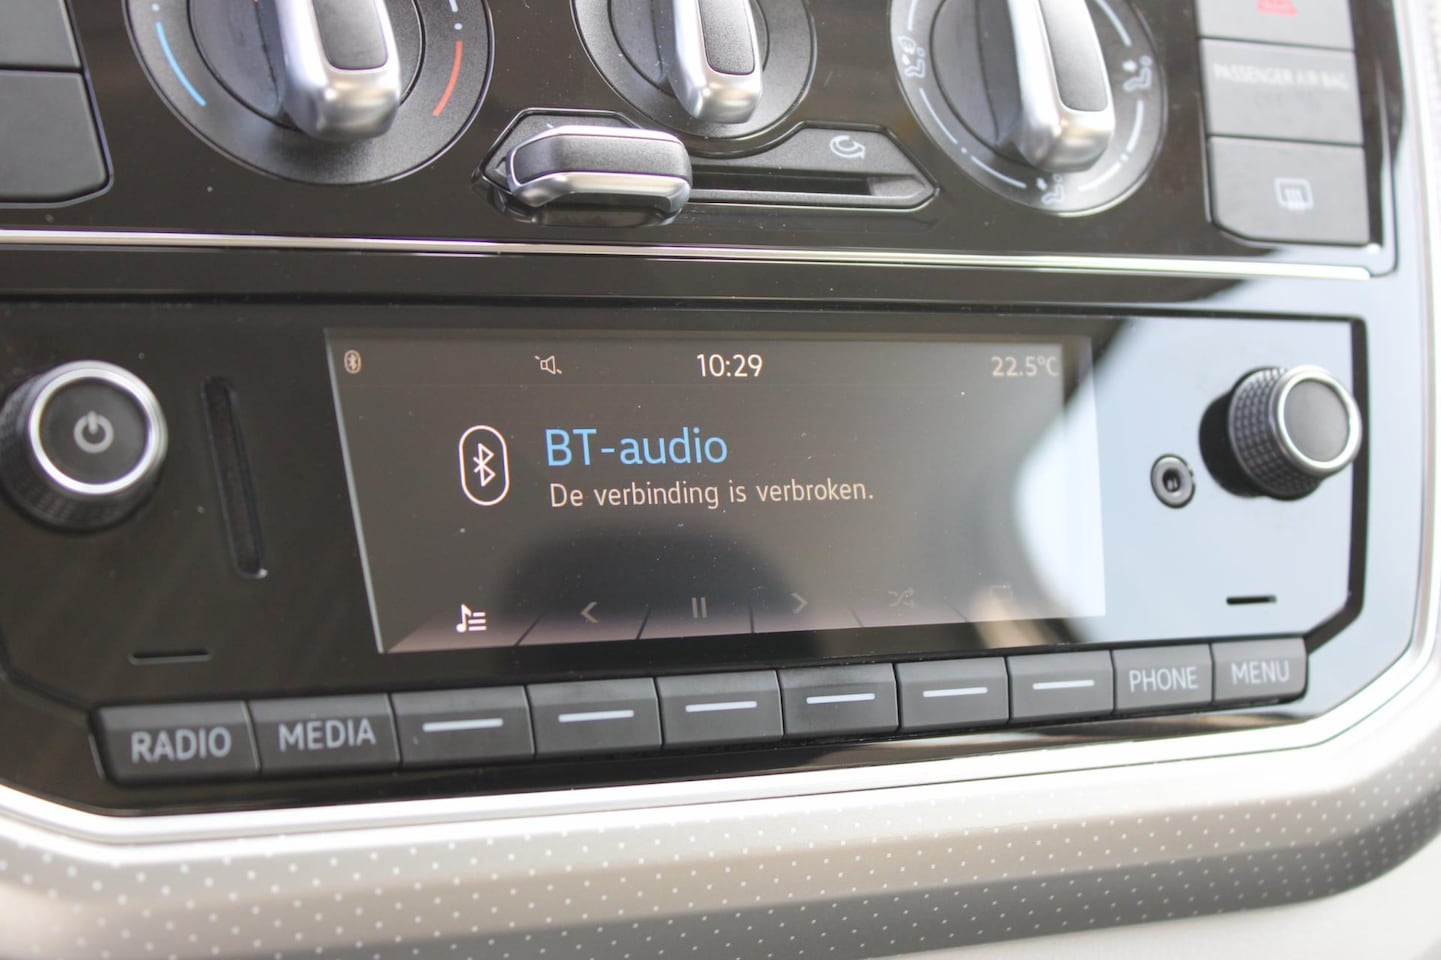 PASSENGER AIR BAG
10:29
22.5°C
BT-audio
De verbinding is verbroken.
RADIO
MEDIA
PHONE
MENU